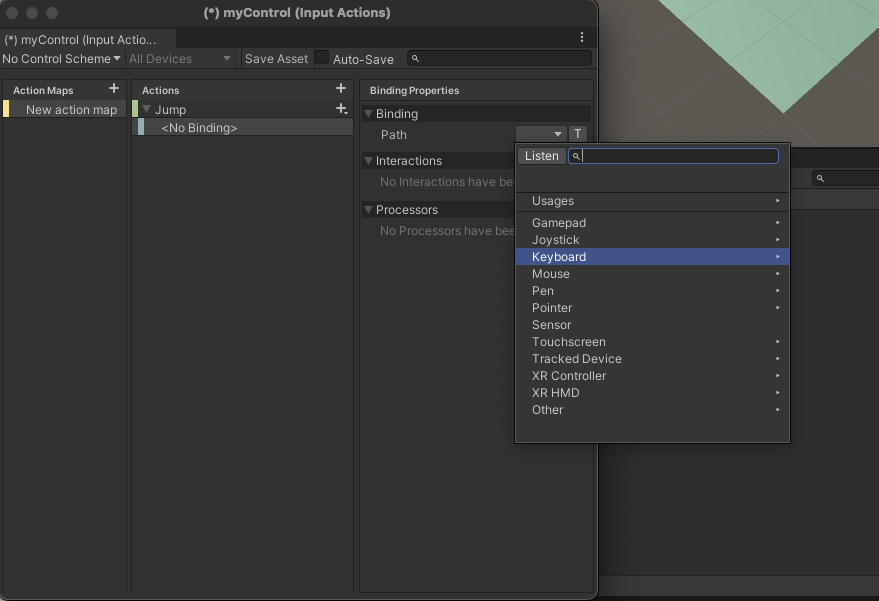 (*) myControl (Input Actions)
(*) myControl (Input Actio...
No Control Scheme
All Devices
Save Asset
Auto-Save
Action Maps +
New action map
Actions +
Jump +
<No Binding>
Binding Properties
Binding
Path
T
Interactions
No Interactions have be
Processors
No Processors have bee
Listen
Usages
Gamepad
Joystick
Keyboard
Mouse
Pen
Pointer
Sensor
Touchscreen
Tracked Device
XR Controller
XR HMD
Other